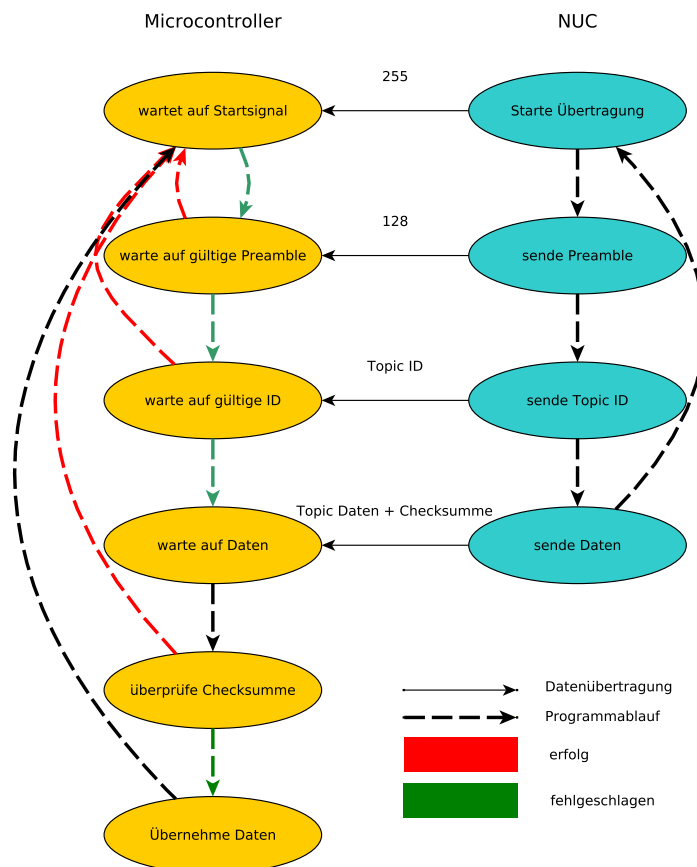 Microcontroller
NUC
255
wartet auf Startsignal
Starte Übertragung
128
warte auf gültige Preamble
sende Preamble
Topic ID
warte auf gültige ID
sende Topic ID
Topic Daten + Checksumme
warte auf Daten
sende Daten
überprüfe Checksumme
Datenübertragung
Programmablauf
erfolg
fehlgeschlagen
Übernehme Daten